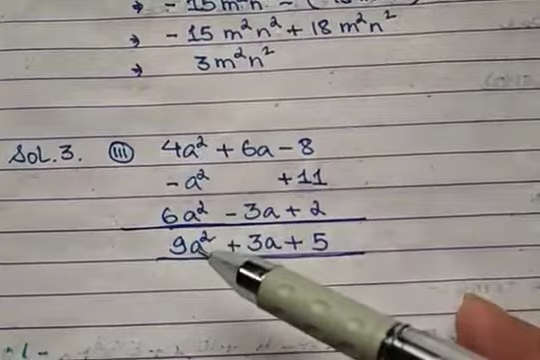 ⇒ - 15 m²n² + 18 m²n²
⇒ 3m²n²
Sol. 3. (iii) 4a² + 6a - 8
- a² + 11
6a² - 3a + 2
9a² + 3a + 5